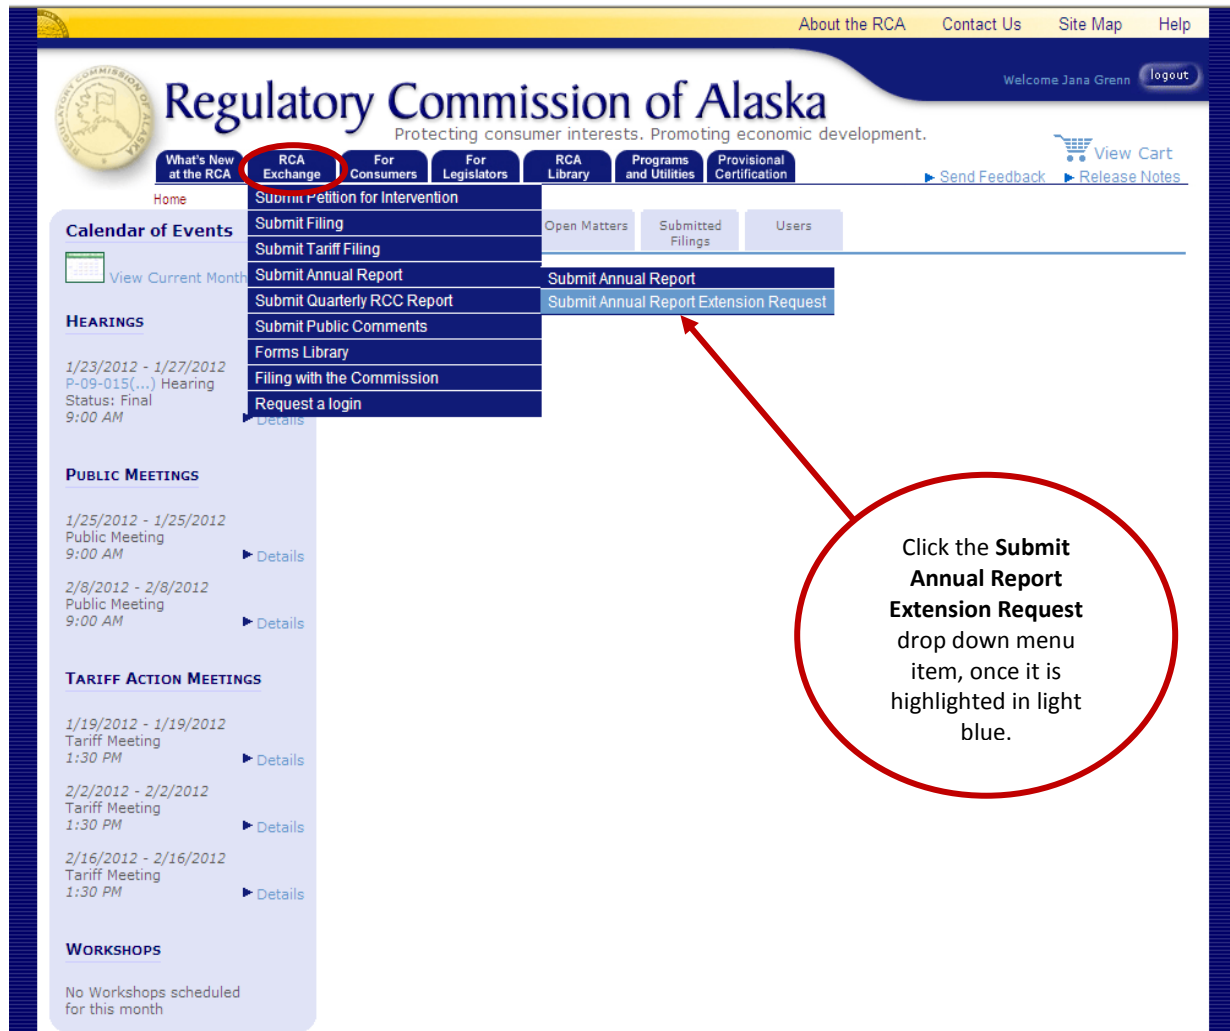 About the RCA Contact Us Site Map Help
Welcome Jana Grenn logout
Regulatory Commission of Alaska
Protecting consumer interests. Promoting economic development.
REGULATORY COMMISSION OF ALASKA
View Cart
Send Feedback Release Notes
What's New at the RCA
RCA Exchange
For Consumers
For Legislators
RCA Library
Programs and Utilities
Provisional Certification
Home
Submit Petition for Intervention
Submit Filing
Submit Tariff Filing
Submit Annual Report
Submit Quarterly RCC Report
Submit Public Comments
Forms Library
Filing with the Commission
Request a login
Submit Annual Report
Submit Annual Report Extension Request
Open Matters
Submitted Filings
Users
Calendar of Events
View Current Month
HEARINGS
1/23/2012 - 1/27/2012
P-09-015(...) Hearing
Status: Final
9:00 AM
Details
PUBLIC MEETINGS
1/25/2012 - 1/25/2012
Public Meeting
9:00 AM
Details
2/8/2012 - 2/8/2012
Public Meeting
9:00 AM
Details
TARIFF ACTION MEETINGS
1/19/2012 - 1/19/2012
Tariff Meeting
1:30 PM
Details
2/2/2012 - 2/2/2012
Tariff Meeting
1:30 PM
Details
2/16/2012 - 2/16/2012
Tariff Meeting
1:30 PM
Details
WORKSHOPS
No Workshops scheduled
for this month
Click the Submit
Annual Report
Extension Request
drop down menu
item, once it is
highlighted in light
blue.